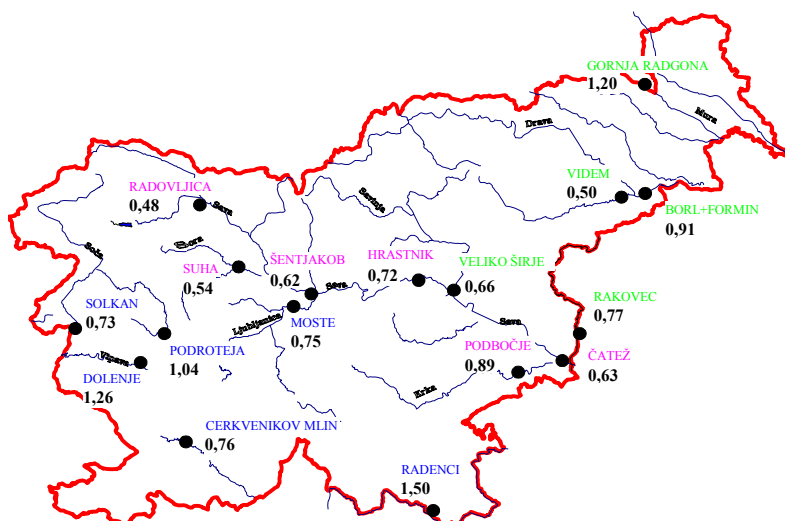 GORNJA RADGONA
1,20
Mura
Drava
VIDEM
0,50
BORL+FORMIN
0,91
RADOVLJICA
0,48
Sava
Savinja
Sora
Soča
SUHA
0,54
ŠENTJAKOB
0,62
HRASTNIK
0,72
VELIKO ŠIRJE
0,66
Sava
SOLKAN
0,73
Ljubljanica
MOSTE
0,75
Sava
RAKOVEC
0,77
PODROTEJA
1,04
PODBOČJE
0,89
ČATEŽ
0,63
Vipava
DOLENJE
1,26
Krka
CERKVENIKOV MLIN
0,76
RADENCI
1,50